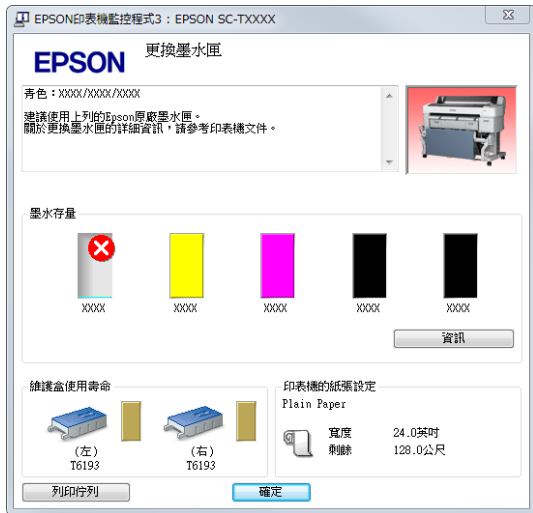 EPSON印表機監控程式3 : EPSON SC-TXXXX
EPSON
更換墨水匣
青色：XXXX/XXXX/XXXX
建議使用上列的Epson原廠墨水匣。
關於更換墨水匣的詳細資訊，請參考印表機文件。
墨水存量
XXXX XXXX XXXX XXXX XXXX
資訊
維護盒使用壽命
(左) (右)
T6193 T6193
印表機的紙張設定
Plain Paper
寬度 24.0英吋
剩餘 128.0公尺
列印佇列
確定